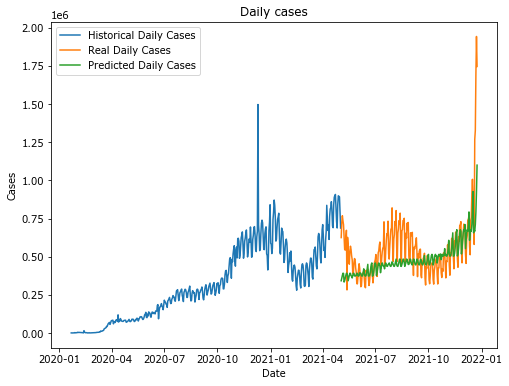 Daily cases
1e6
Historical Daily Cases
Real Daily Cases
Predicted Daily Cases
2.00
1.75
1.50
1.25
1.00
0.75
0.50
0.25
0.00
Cases
2020-01 2020-04 2020-07 2020-10 2021-01 2021-04 2021-07 2021-10 2022-01
Date